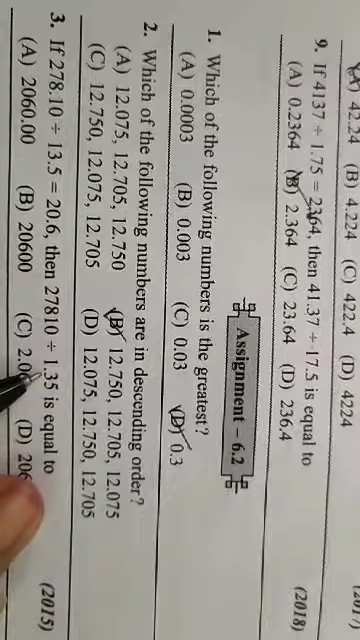 (A) 42.24 (B) 4.224 (C) 422.4 (D) 4224
9. If 4137 ÷ 1.75 = 2364, then 41.37 ÷ 17.5 is equal to
(A) 0.2364 (B) 2.364 (C) 23.64 (D) 236.4 (2018)
Assignment – 6.2
1. Which of the following numbers is the greatest?
(A) 0.0003 (B) 0.003 (C) 0.03 (D) 0.3
2. Which of the following numbers are in descending order?
(A) 12.075, 12.705, 12.750 (B) 12.750, 12.705, 12.075
(C) 12.750, 12.075, 12.705 (D) 12.075, 12.750, 12.705
3. If 278.10 ÷ 13.5 = 20.6, then 27810 ÷ 1.35 is equal to
(A) 2060.00 (B) 20600 (C) 2.0 (D) 206 (2015)